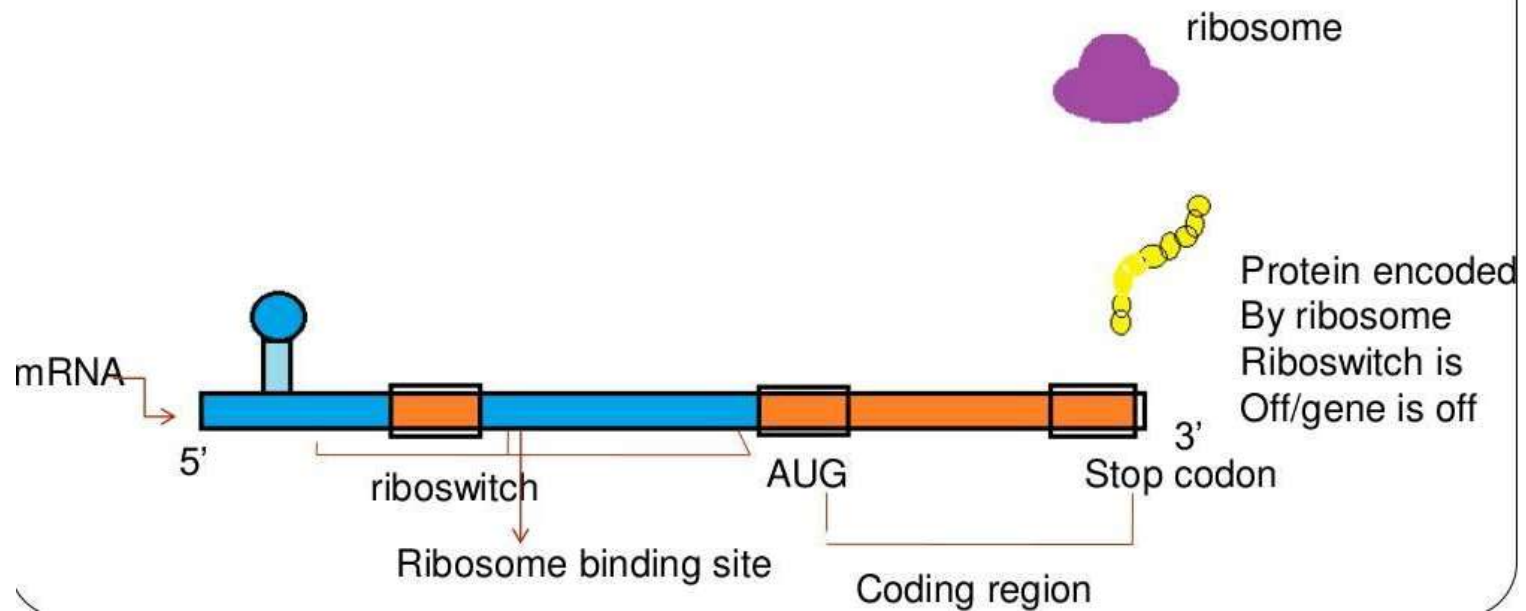 ribosome
Protein encoded
By ribosome
Riboswitch is
Off/gene is off
mRNA
5’
3’
riboswitch
AUG
Stop codon
Ribosome binding site
Coding region